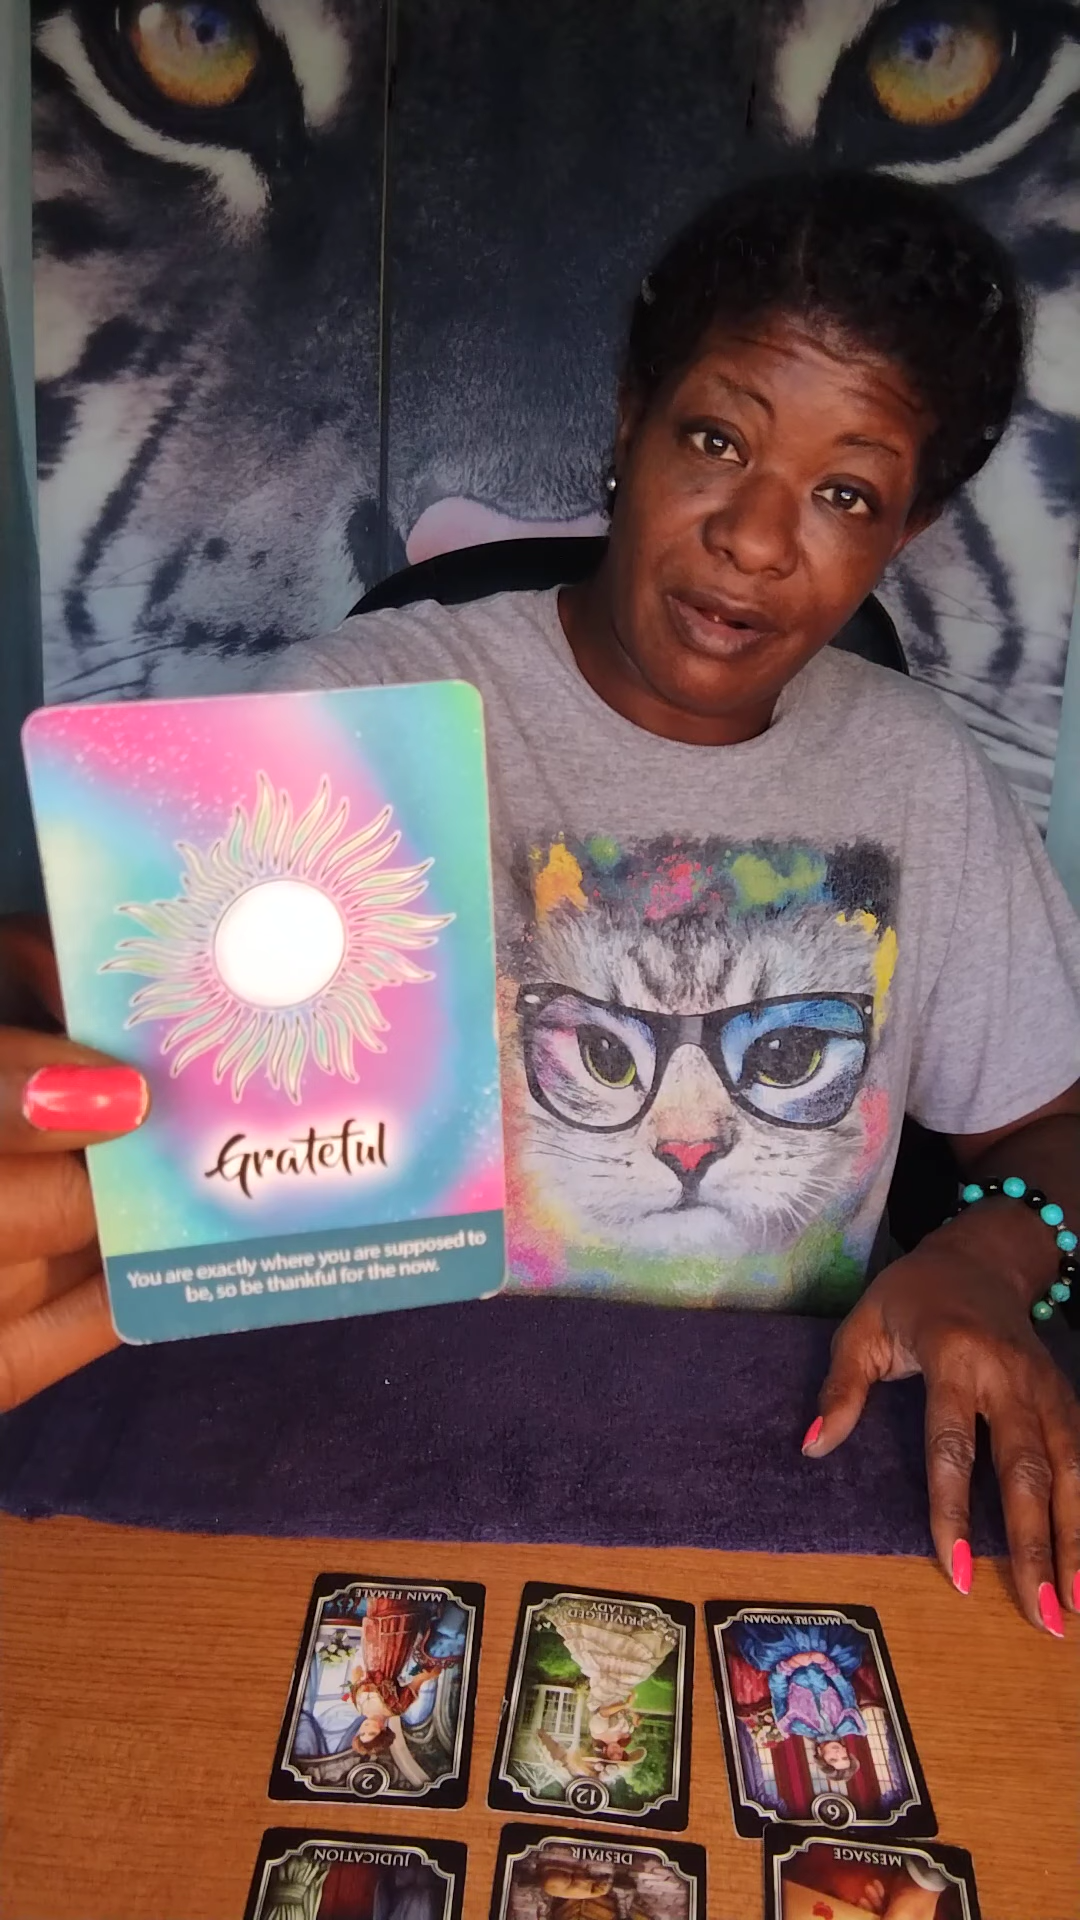 Grateful
You are exactly where you are supposed to
be, so be thankful for the now.
MAIN FEMALE
2
PRIVILEGED
LADY
12
MATURE WOMAN
6
JUDICATION
DESPAIR
MESSAGE